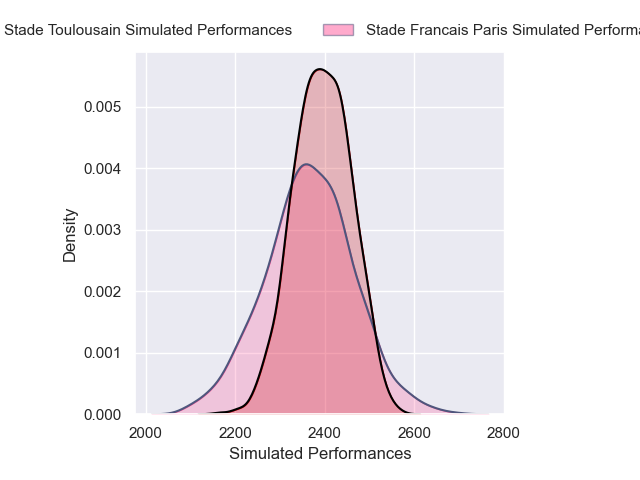 Stade Toulousain Simulated Performances
Stade Francais Paris Simulated
0.005
0.004
0.003
0.002
0.001
0.000
Density
2000 2200 2400 2600 2800
Simulated Performances